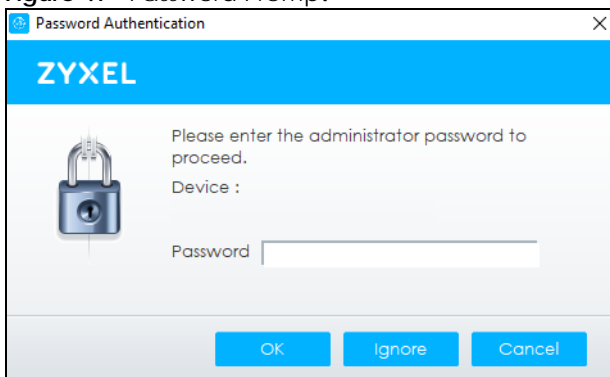 Password Authentication
ZYXEL
Please enter the administrator password to
proceed.
Device :
Password
OK Ignore Cancel